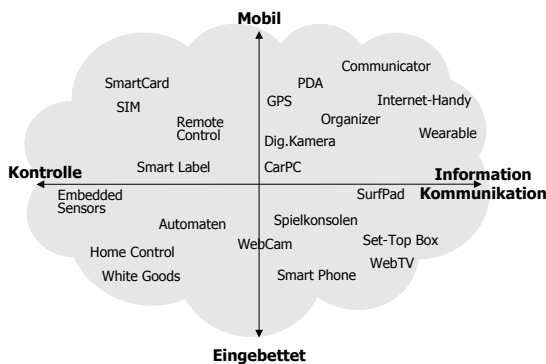 Mobil
Communicator
SmartCard
PDA
SIM
GPS
Internet-Handy
Remote
Control
Organizer
Wearable
Dig.Kamera
Smart Label
CarPC
Kontrolle
Information
Kommunikation
Embedded
Sensors
SurfPad
Automaten
Spielkonsolen
WebCam
Set-Top Box
Home Control
WebTV
White Goods
Smart Phone
Eingebettet